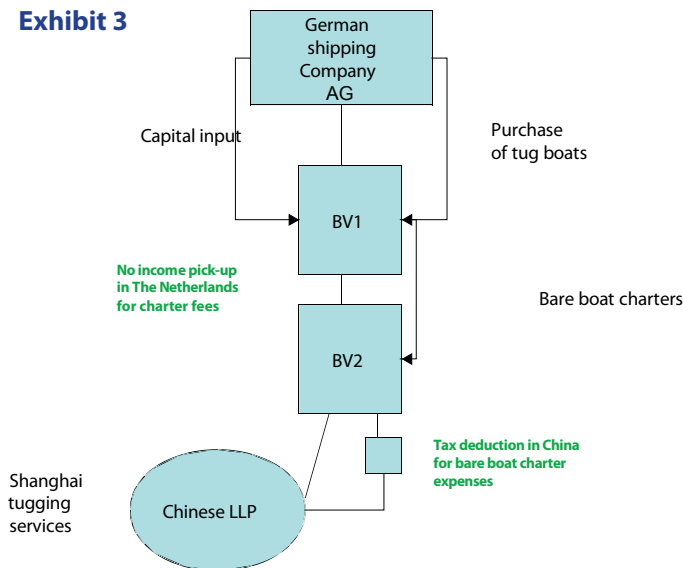 Exhibit 3
German
shipping
Company
AG
Capital input
Purchase
of tug boats
BV1
No income pick-up
in The Netherlands
for charter fees
Bare boat charters
BV2
Tax deduction in China
for bare boat charter
expenses
Shanghai
tugging
services
Chinese LLP